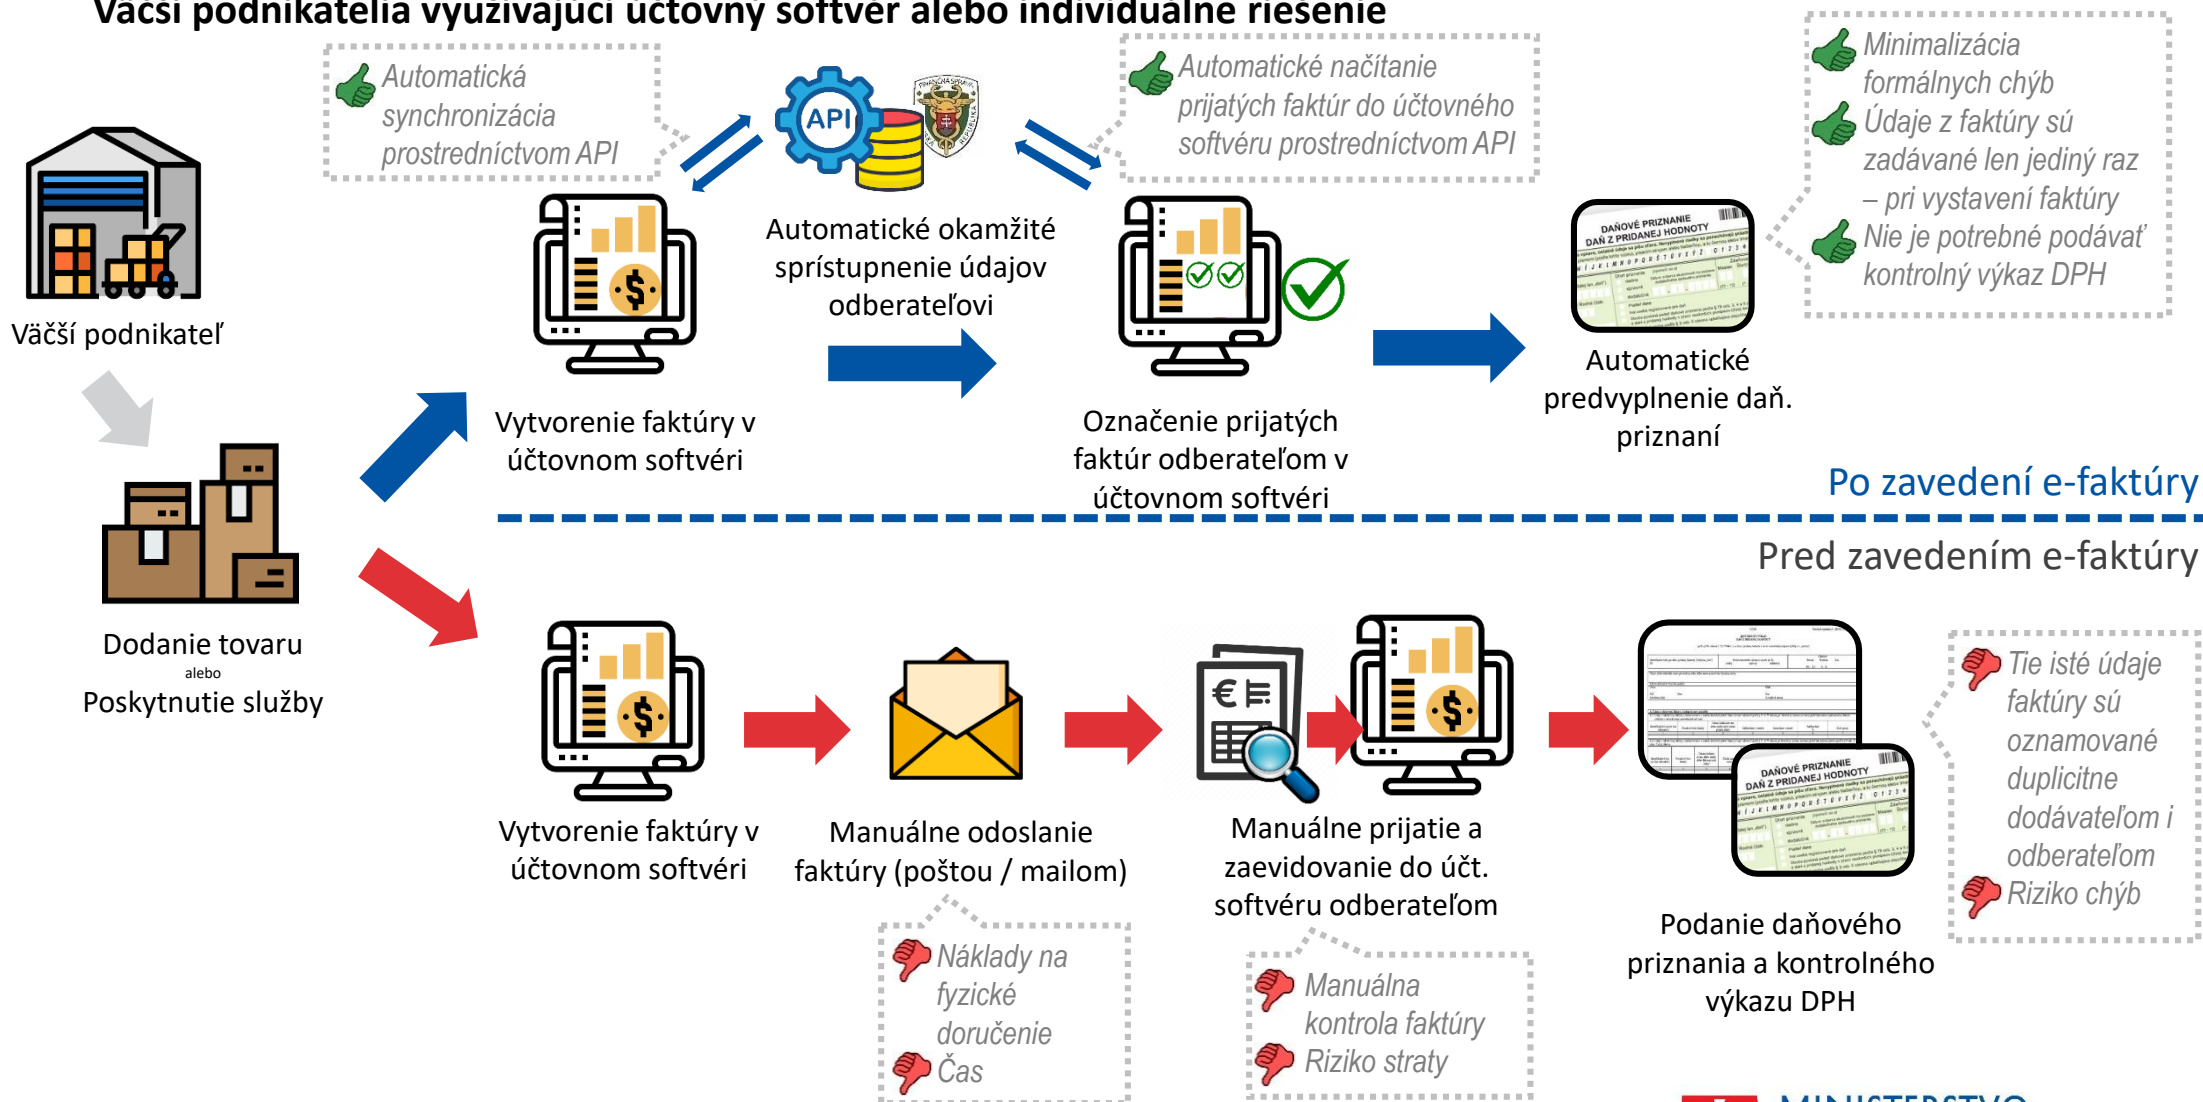 Väčší podnikatelia využívajúci účtovný softvér alebo individuálne riešenie
Automatická
synchronizácia
prostredníctvom API
API
Automatické načítanie
prijatých faktúr do účtovného
softvéru prostredníctvom API
Minimalizácia
formálnych chýb
Údaje z faktúry sú
zadávané len jediný raz
– pri vystavení faktúry
Nie je potrebné podávať
kontrolný výkaz DPH
Väčší podnikateľ
Vytvorenie faktúry v
účtovnom softvéri
Automatické okamžité
sprístupnenie údajov
odberateľovi
Označenie prijatých
faktúr odberateľom v
účtovnom softvéri
DAŇOVÉ PRIZNANIE
DAŇ Z PRIDANEJ HODNOTY
Automatické
predvyplnenie daň.
priznaní
Po zavedení e-faktúry
Pred zavedením e-faktúry
Dodanie tovaru
alebo
Poskytnutie služby
Vytvorenie faktúry v
účtovnom softvéri
Manuálne odoslanie
faktúry (poštou / mailom)
Náklady na
fyzické
doručenie
Čas
Manuálne prijatie a
zaevidovanie do účt.
softvéru odberateľom
Manuálna
kontrola faktúry
Riziko straty
DAŇOVÉ PRIZNANIE
DAŇ Z PRIDANEJ HODNOTY
Podanie daňového
priznania a kontrolného
výkazu DPH
Tie isté údaje
faktúry sú
oznamované
duplicitne
dodávateľom i
odberateľom
Riziko chýb
MINISTERSTVO